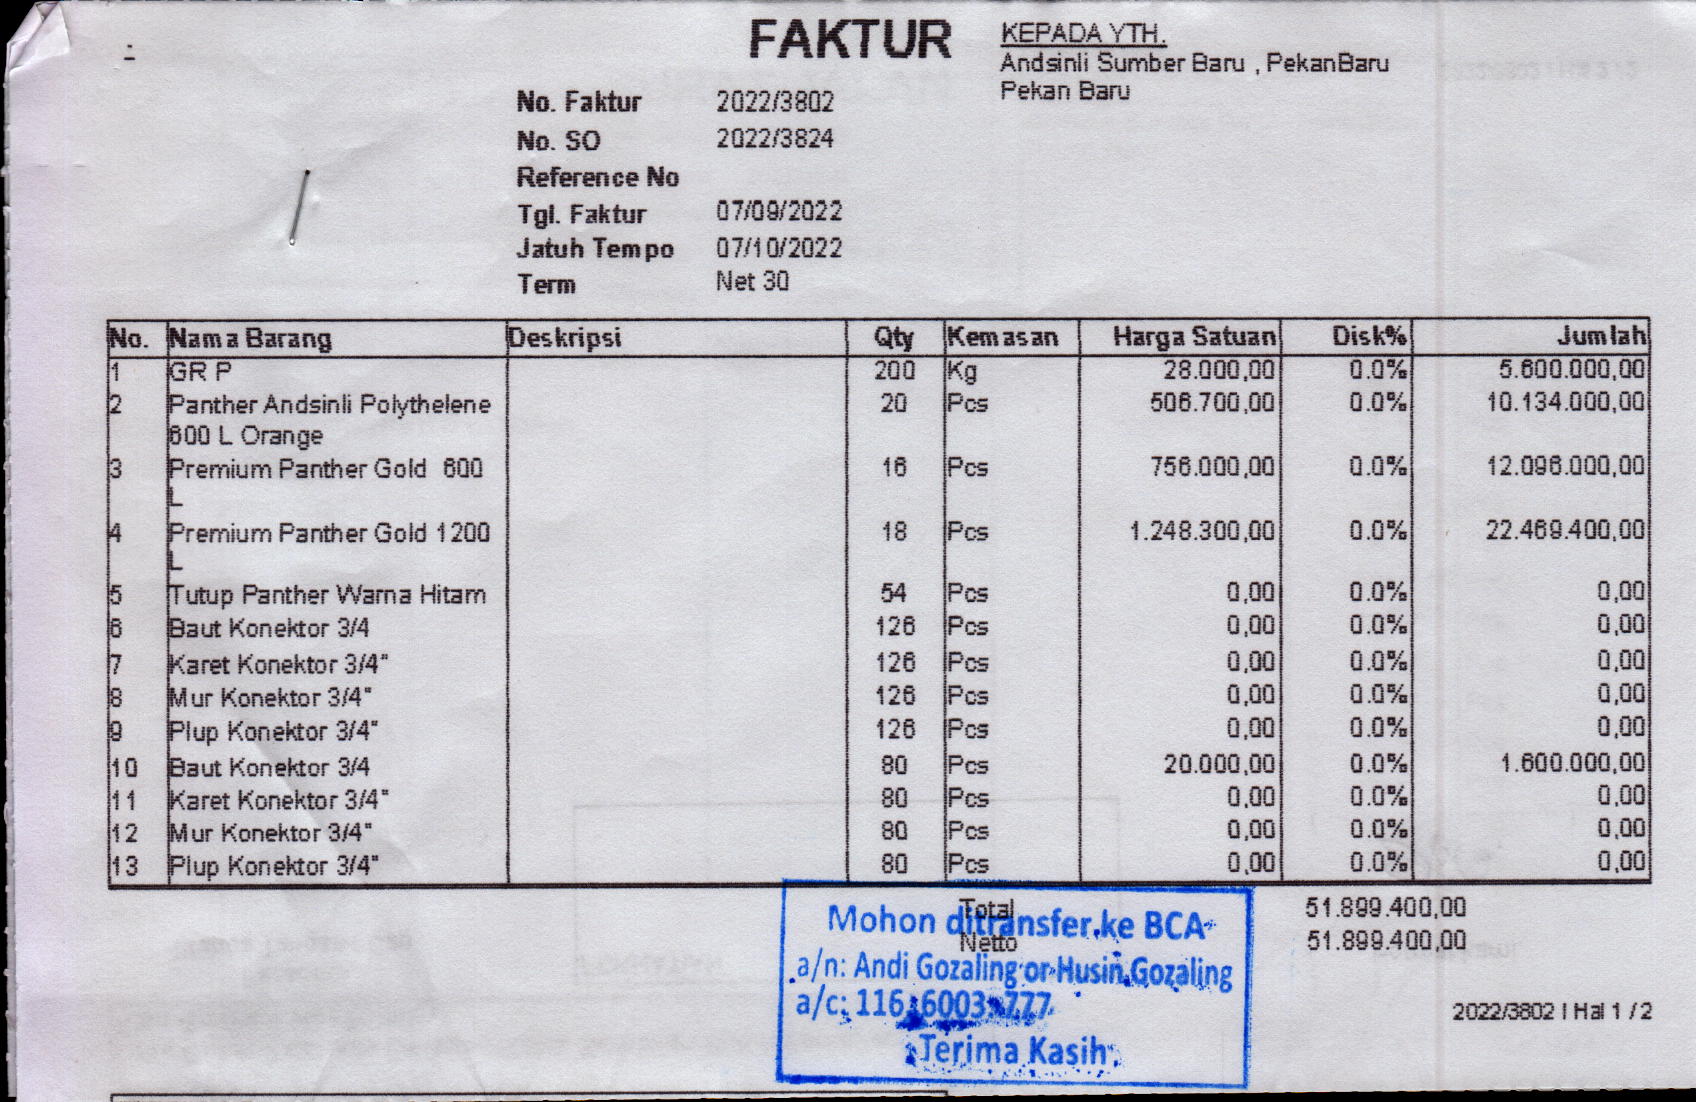 FAKTUR
KEPADA YTH.
Andsinli Sumber Baru , PekanBaru
Pekan Baru
No. Faktur 2022/3802
No. SO 2022/3824
Reference No
Tgl. Faktur 07/09/2022
Jatuh Tempo 07/10/2022
Term Net 30
No. Nama Barang Deskripsi Qty Kemasan Harga Satuan Disk% Jumlah
1 GR P 200 Kg 28.000,00 0.0% 5.600.000,00
2 Panther Andsinli Polythelene 20 Pcs 506.700,00 0.0% 10.134.000,00
600 L Orange
3 Premium Panther Gold 600 16 Pcs 756.000,00 0.0% 12.096.000,00
L
4 Premium Panther Gold 1200 18 Pcs 1.248.300,00 0.0% 22.469.400,00
L
5 Tutup Panther Warna Hitam 54 Pcs 0,00 0.0% 0,00
6 Baut Konektor 3/4 126 Pcs 0,00 0.0% 0,00
7 Karet Konektor 3/4" 126 Pcs 0,00 0.0% 0,00
8 Mur Konektor 3/4" 126 Pcs 0,00 0.0% 0,00
9 Plup Konektor 3/4" 126 Pcs 0,00 0.0% 0,00
10 Baut Konektor 3/4 80 Pcs 20.000,00 0.0% 1.600.000,00
11 Karet Konektor 3/4" 80 Pcs 0,00 0.0% 0,00
12 Mur Konektor 3/4" 80 Pcs 0,00 0.0% 0,00
13 Plup Konektor 3/4" 80 Pcs 0,00 0.0% 0,00
Total 51.899.400,00
Netto 51.899.400,00
Mohon ditransfer ke BCA
a/n: Andi Gozaling or Husin Gozaling
a/c:
Terima Kasih
2022/3802 | Hal 1 / 2